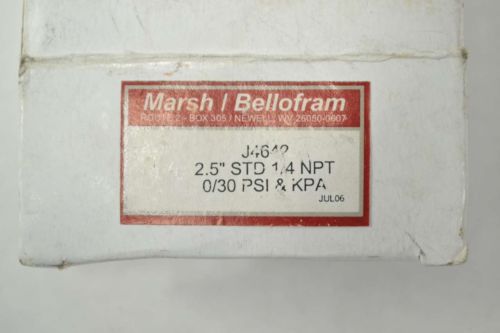 Marsh / Bellofram
ROUTE 2 - BOX 305 / NEWELL, WV 26050-0607
J4642
2.5" STD 1/4 NPT
0/30 PSI & KPA
JUL06